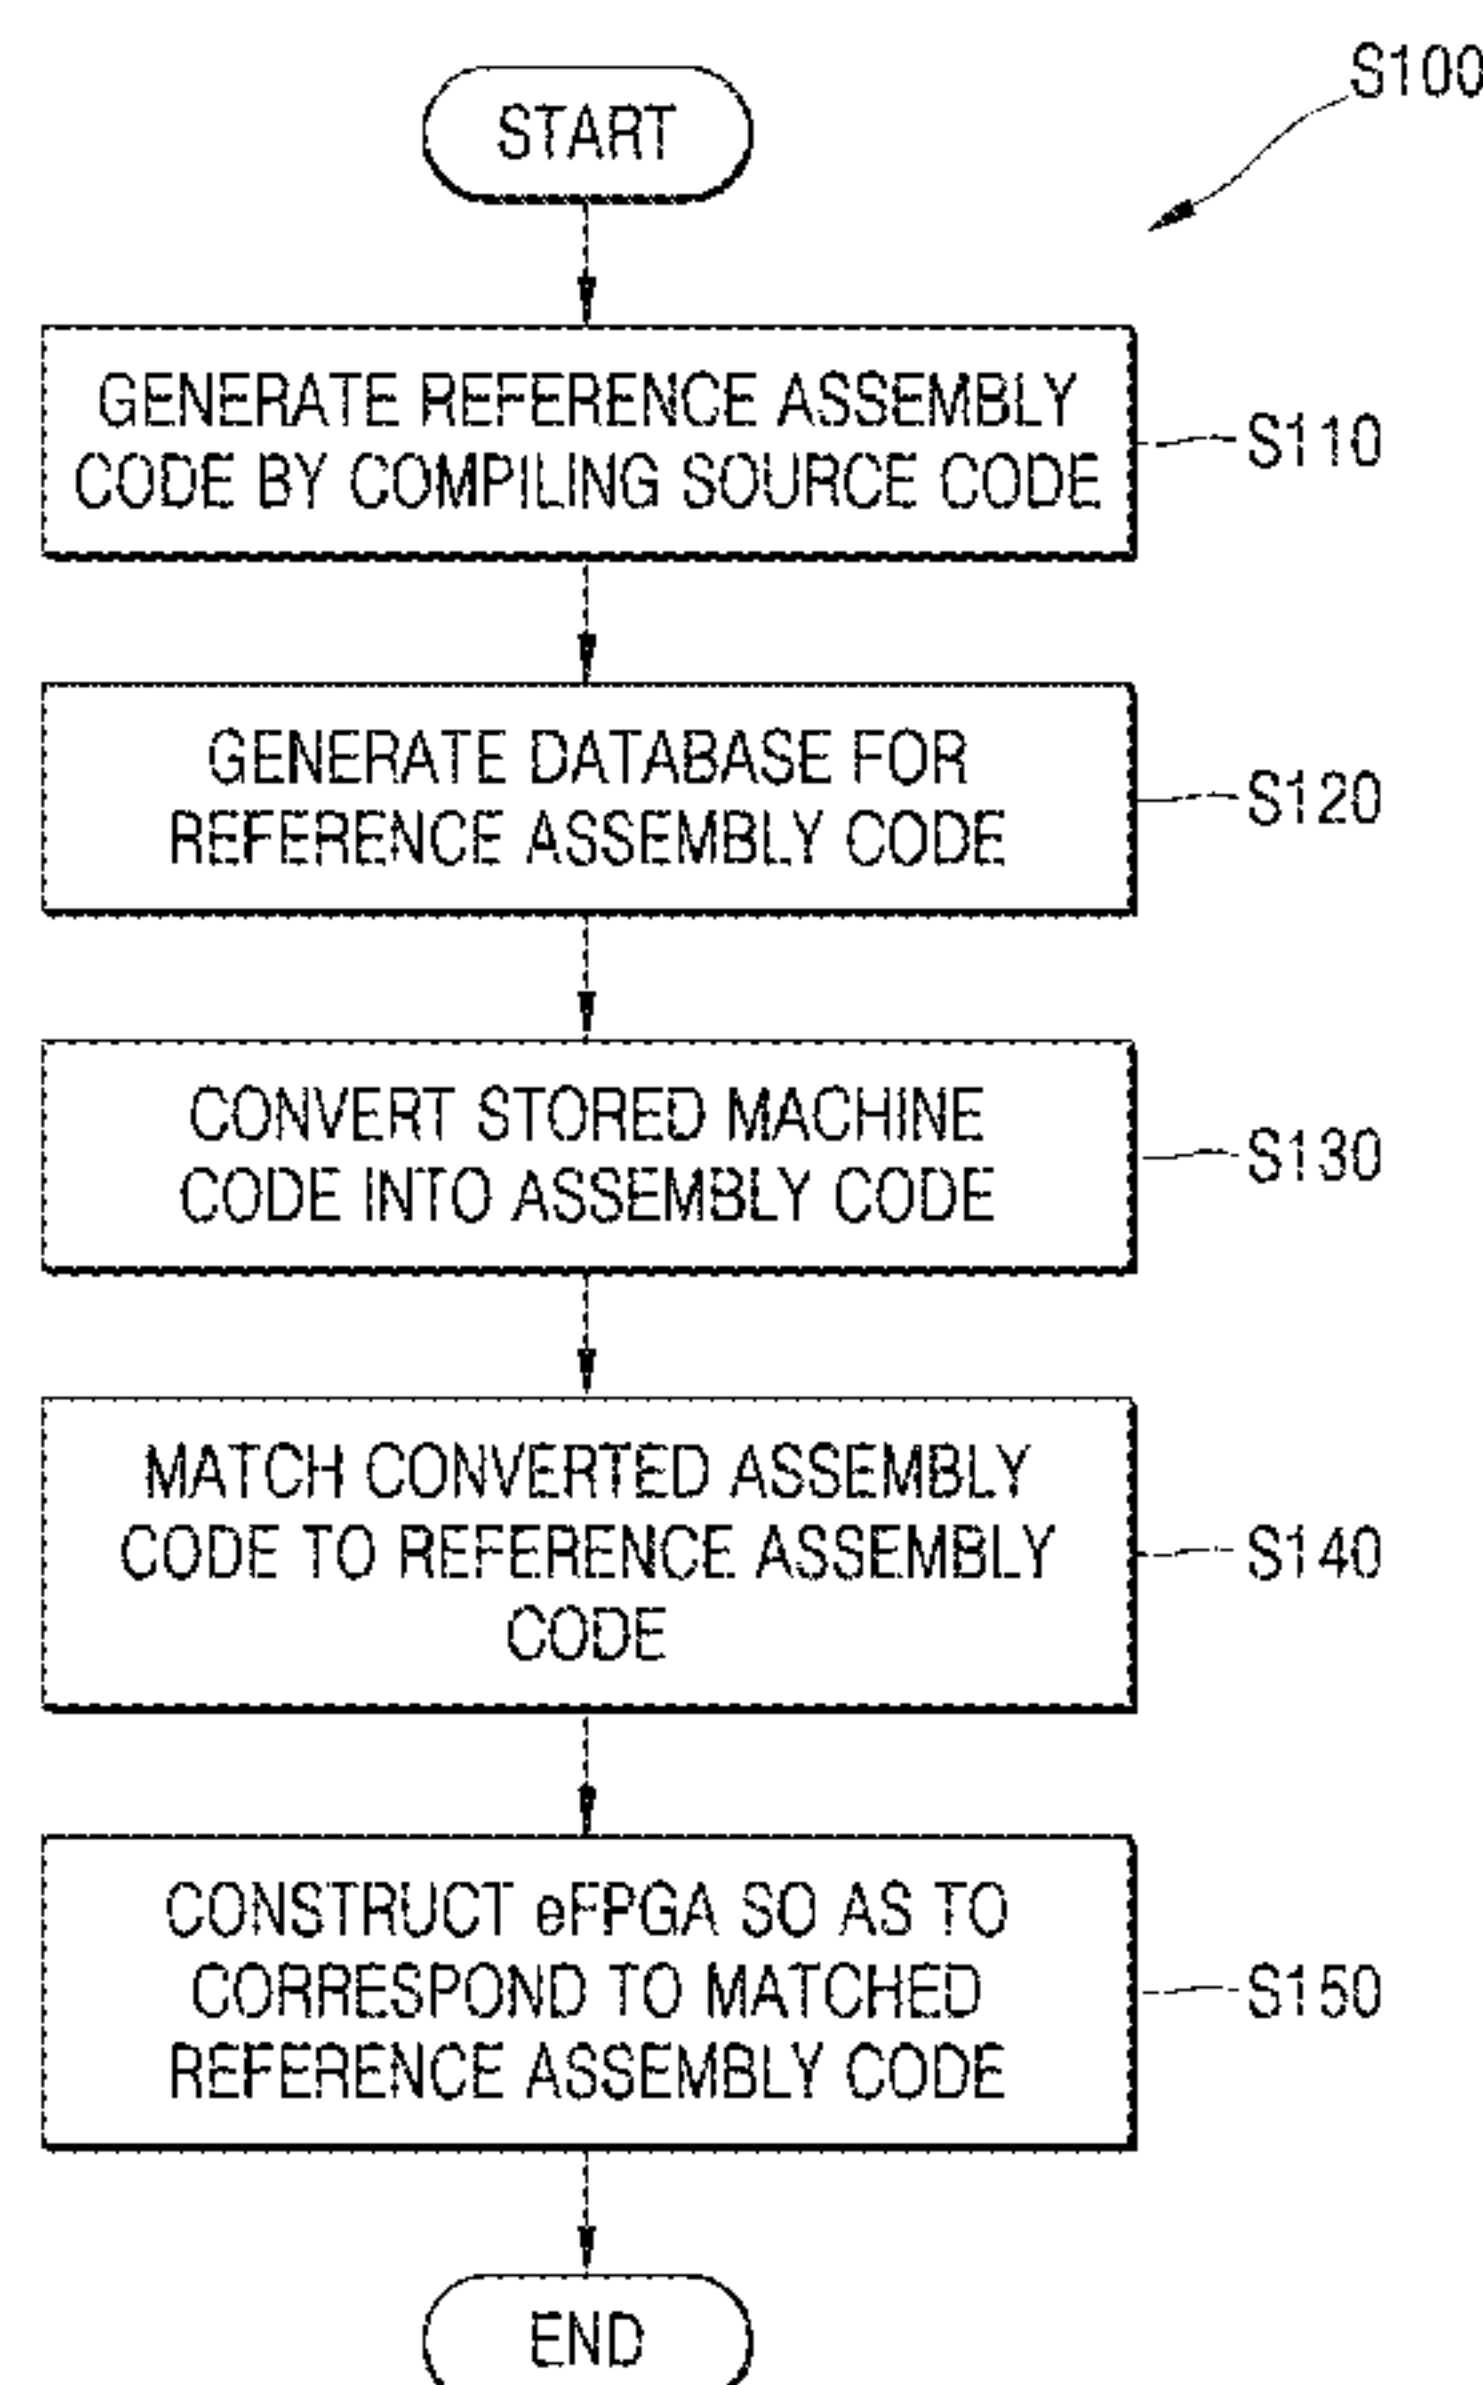 S100
START
GENERATE REFERENCE ASSEMBLY
CODE BY COMPILING SOURCE CODE
S110
GENERATE DATABASE FOR
REFERENCE ASSEMBLY CODE
S120
CONVERT STORED MACHINE
CODE INTO ASSEMBLY CODE
S130
MATCH CONVERTED ASSEMBLY
CODE TO REFERENCE ASSEMBLY
CODE
S140
CONSTRUCT eFPGA SO AS TO
CORRESPOND TO MATCHED
REFERENCE ASSEMBLY CODE
S150
END